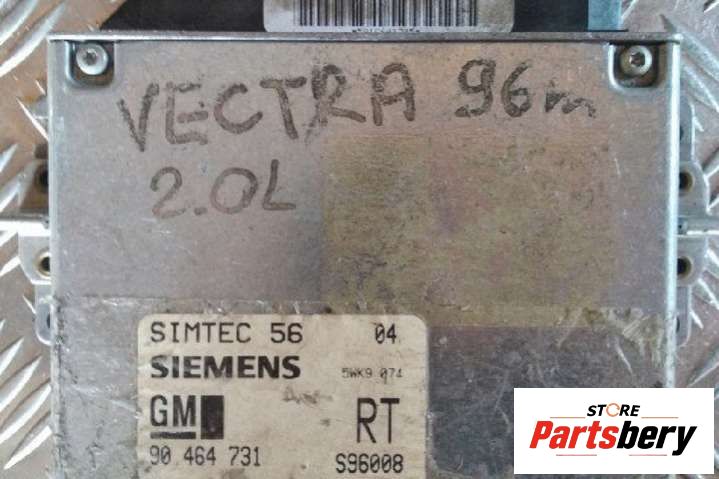 VECTRA 96m
2.0L
SIMTEC 56 04
SIEMENS 5WK9 074
GM RT
90 464 731 S96008
STORE
Partsbery